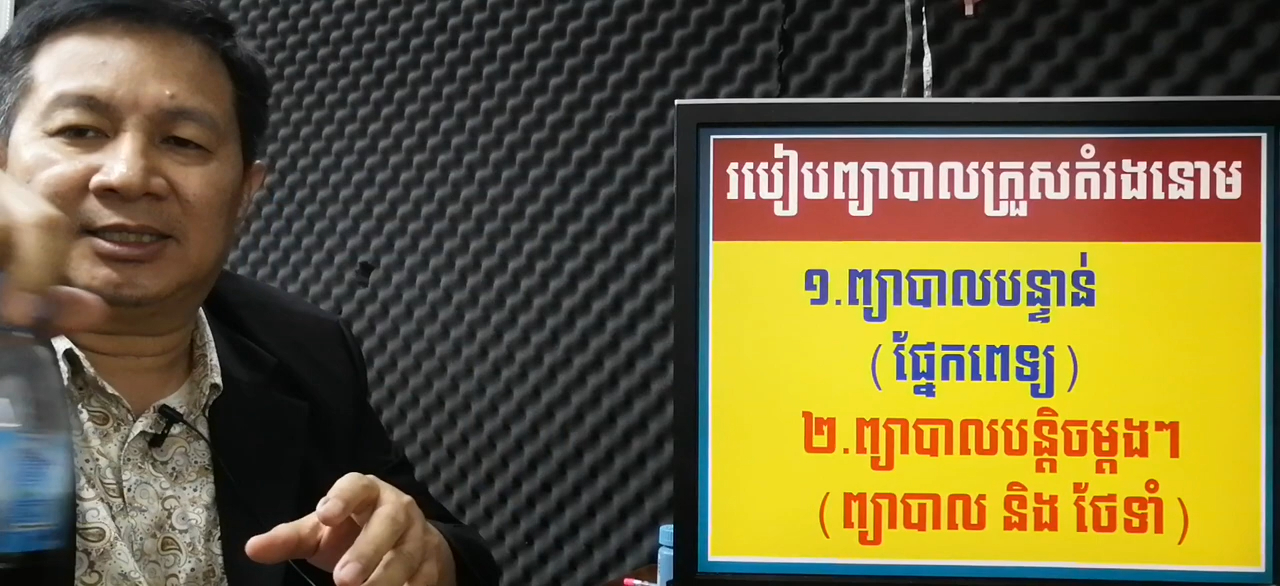 របៀបព្យាបាលក្រួសតំរងនោម
១.ព្យាបាលបន្ទាន់
(ផ្នែកពេទ្យ)
២.ព្យាបាលបន្តិចម្តងៗ
(ព្យាបាល និង ថែទាំ)